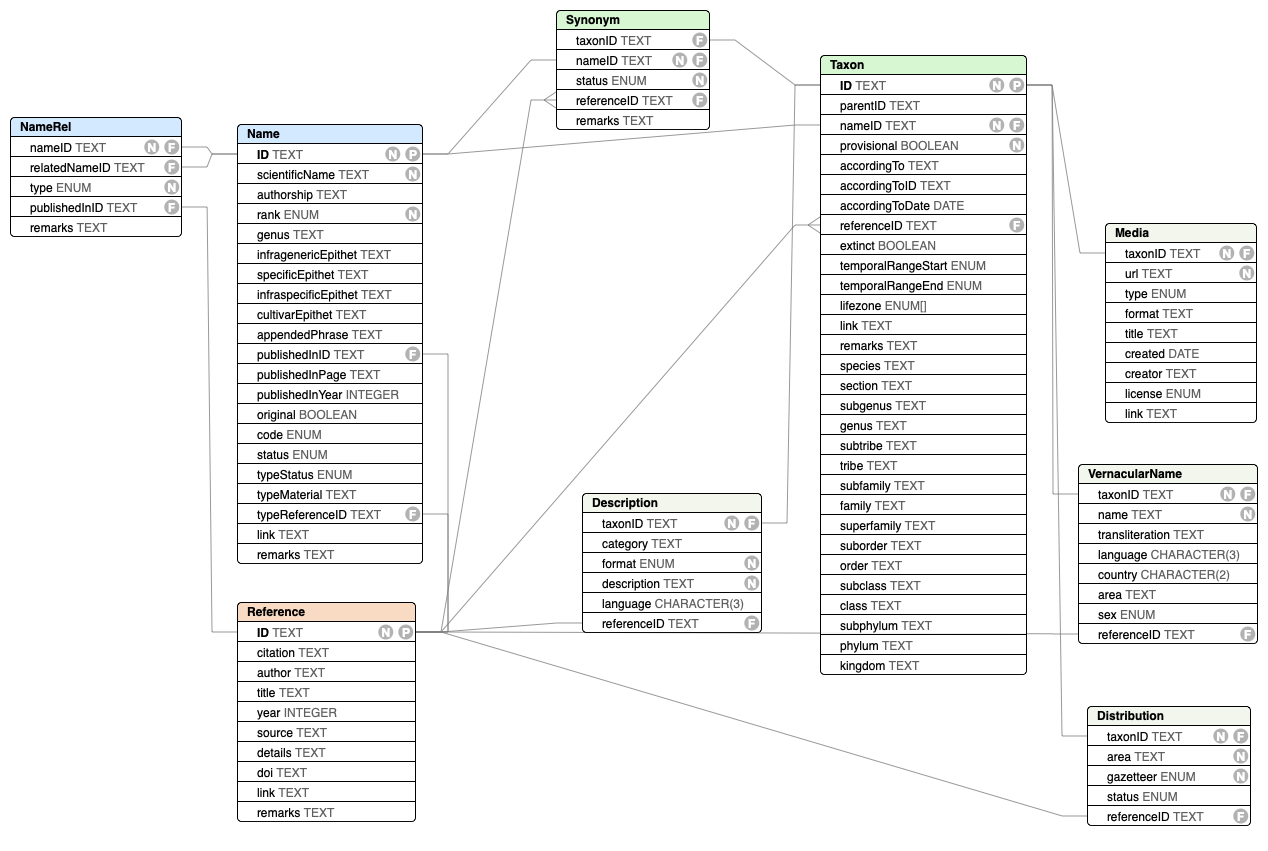 Synonym
taxonID TEXT F
nameID TEXT N F
status ENUM N
referenceID TEXT F
remarks TEXT
Taxon
ID TEXT N P
parentID TEXT
nameID TEXT N F
provisional BOOLEAN N
accordingTo TEXT
accordingToID TEXT
accordingToDate DATE
referenceID TEXT F
extinct BOOLEAN
temporalRangeStart ENUM
temporalRangeEnd ENUM
lifezone ENUM[]
link TEXT
remarks TEXT
species TEXT
section TEXT
subgenus TEXT
genus TEXT
subtribe TEXT
tribe TEXT
subfamily TEXT
family TEXT
superfamily TEXT
suborder TEXT
order TEXT
subclass TEXT
class TEXT
subphylum TEXT
phylum TEXT
kingdom TEXT
NameRel
nameID TEXT N F
relatedNameID TEXT F
type ENUM N
publishedInID TEXT F
remarks TEXT
Name
ID TEXT N P
scientificName TEXT N
authorship TEXT
rank ENUM N
genus TEXT
infragenericEpithet TEXT
specificEpithet TEXT
infraspecificEpithet TEXT
cultivarEpithet TEXT
appendedPhrase TEXT
publishedInID TEXT F
publishedInPage TEXT
publishedInYear INTEGER
original BOOLEAN
code ENUM
status ENUM
typeStatus ENUM
typeMaterial TEXT
typeReferenceID TEXT F
link TEXT
remarks TEXT
Media
taxonID TEXT N F
url TEXT N
type ENUM
format TEXT
title TEXT
created DATE
creator TEXT
license ENUM
link TEXT
VernacularName
taxonID TEXT N F
name TEXT N
transliteration TEXT
language CHARACTER(3)
country CHARACTER(2)
area TEXT
sex ENUM
referenceID TEXT F
Description
taxonID TEXT N F
category TEXT
format ENUM N
description TEXT N
language CHARACTER(3)
referenceID TEXT F
Reference
ID TEXT N P
citation TEXT
author TEXT
title TEXT
year INTEGER
source TEXT
details TEXT
doi TEXT
link TEXT
remarks TEXT
Distribution
taxonID TEXT N F
area TEXT N
gazetteer ENUM N
status ENUM
referenceID TEXT F